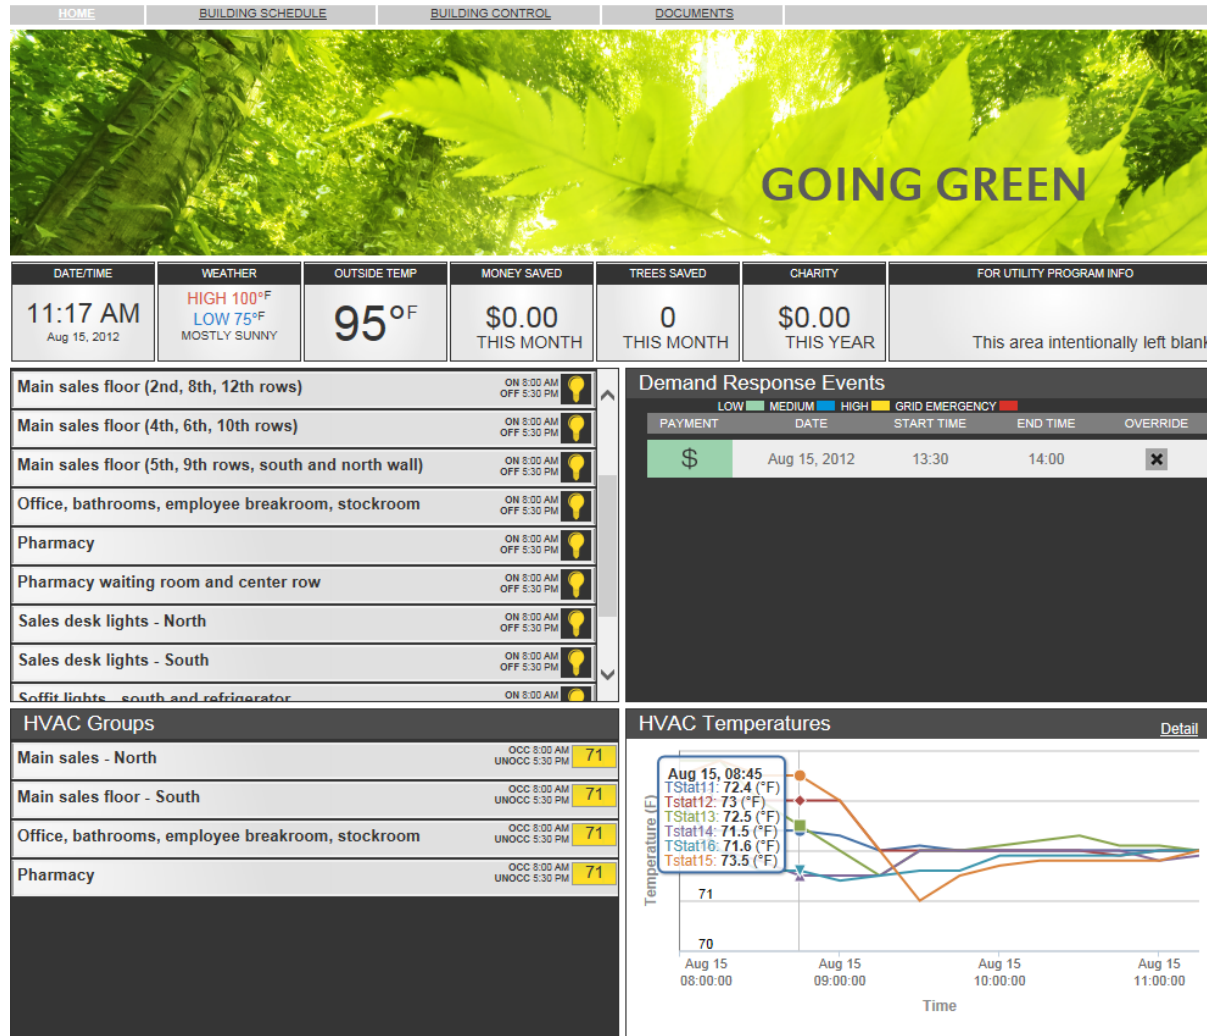 HOME BUILDING SCHEDULE BUILDING CONTROL DOCUMENTS
GOING GREEN
DATE/TIME WEATHER OUTSIDE TEMP MONEY SAVED TREES SAVED CHARITY FOR UTILITY PROGRAM INFO
11:17 AM
Aug 15, 2012
HIGH 100°F
LOW 75°F
MOSTLY SUNNY
95°F
$0.00
THIS MONTH
0
THIS MONTH
$0.00
THIS YEAR
This area intentionally left blank
Main sales floor (2nd, 8th, 12th rows) ON 8:00 AM
OFF 5:30 PM
Main sales floor (4th, 6th, 10th rows) ON 8:00 AM
OFF 5:30 PM
Main sales floor (5th, 9th rows, south and north wall) ON 8:00 AM
OFF 5:30 PM
Office, bathrooms, employee breakroom, stockroom ON 8:00 AM
OFF 5:30 PM
Pharmacy ON 8:00 AM
OFF 5:30 PM
Pharmacy waiting room and center row ON 8:00 AM
OFF 5:30 PM
Sales desk lights - North ON 8:00 AM
OFF 5:30 PM
Sales desk lights - South ON 8:00 AM
OFF 5:30 PM
Soffit lights south and refrigerator ON 8:00 AM
Demand Response Events
LOW MEDIUM HIGH GRID EMERGENCY
PAYMENT DATE START TIME END TIME OVERRIDE
$ Aug 15, 2012 13:30 14:00
HVAC Groups
Main sales - North OCC 8:00 AM
UNOCC 5:30 PM 71
Main sales floor - South OCC 8:00 AM
UNOCC 5:30 PM 71
Office, bathrooms, employee breakroom, stockroom OCC 8:00 AM
UNOCC 5:30 PM 71
Pharmacy OCC 8:00 AM
UNOCC 5:30 PM 71
HVAC Temperatures
Detail
Aug 15, 08:45
TStat11: 72.4 (°F)
Tstat12: 73 (°F)
TStat13: 72.5 (°F)
Tstat14: 71.5 (°F)
TStat16: 71.6 (°F)
Tstat15: 73.5 (°F)
Temperature (F)
71
70
Aug 15 Aug 15 Aug 15 Aug 15
08:00:00 09:00:00 10:00:00 11:00:00
Time